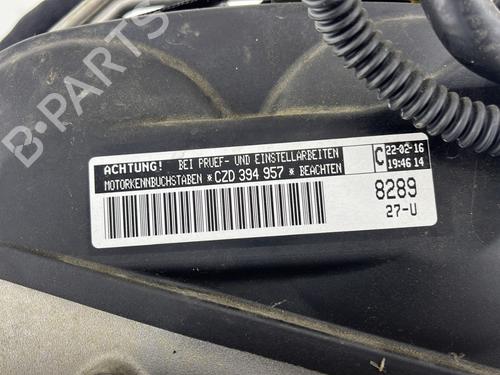 ACHTUNG! BEI PRUEF- UND EINSTELLARBEITEN
MOTORKENNBUCHSTABEN *CZD 394 957* BEACHTEN
C 22-02-16
19:46 14
8289
27-U
B-PARTS